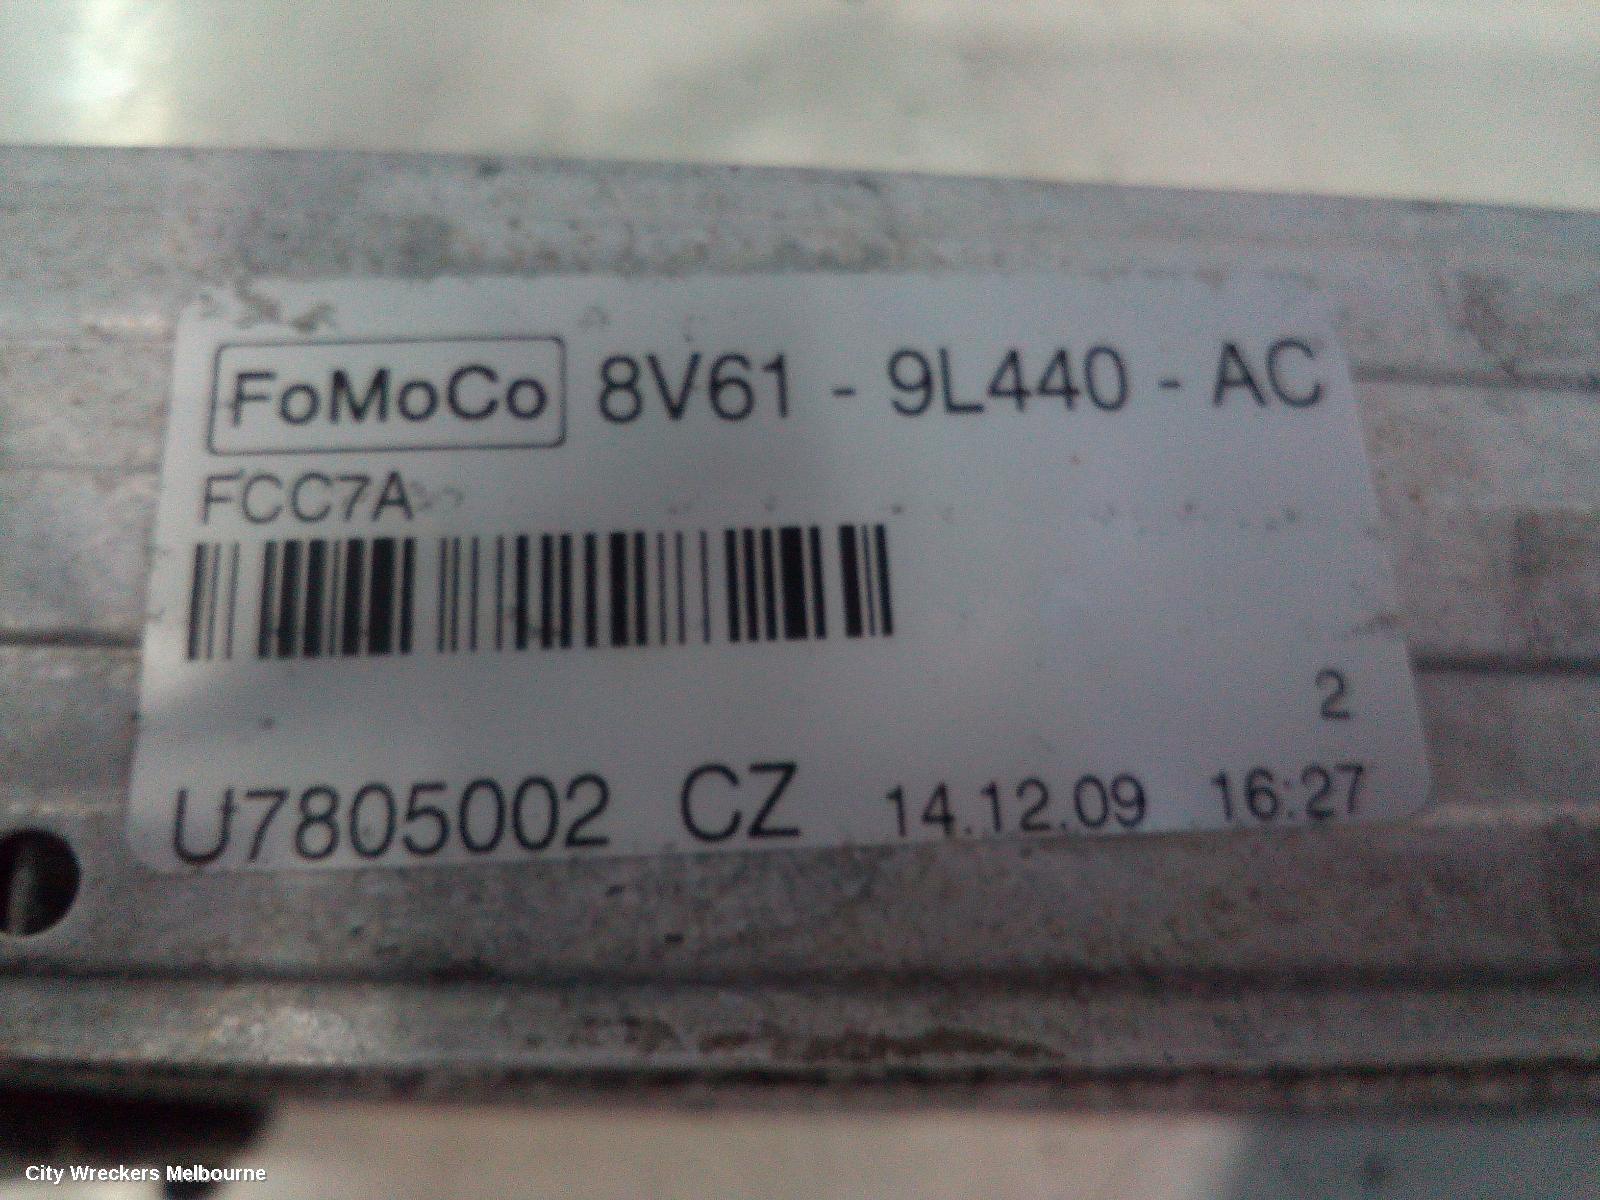 FoMoCo 8V61 - 9L440 - AC
FCC7A
2
U7805002 CZ 14.12.09 16:27
City Wreckers Melbourne